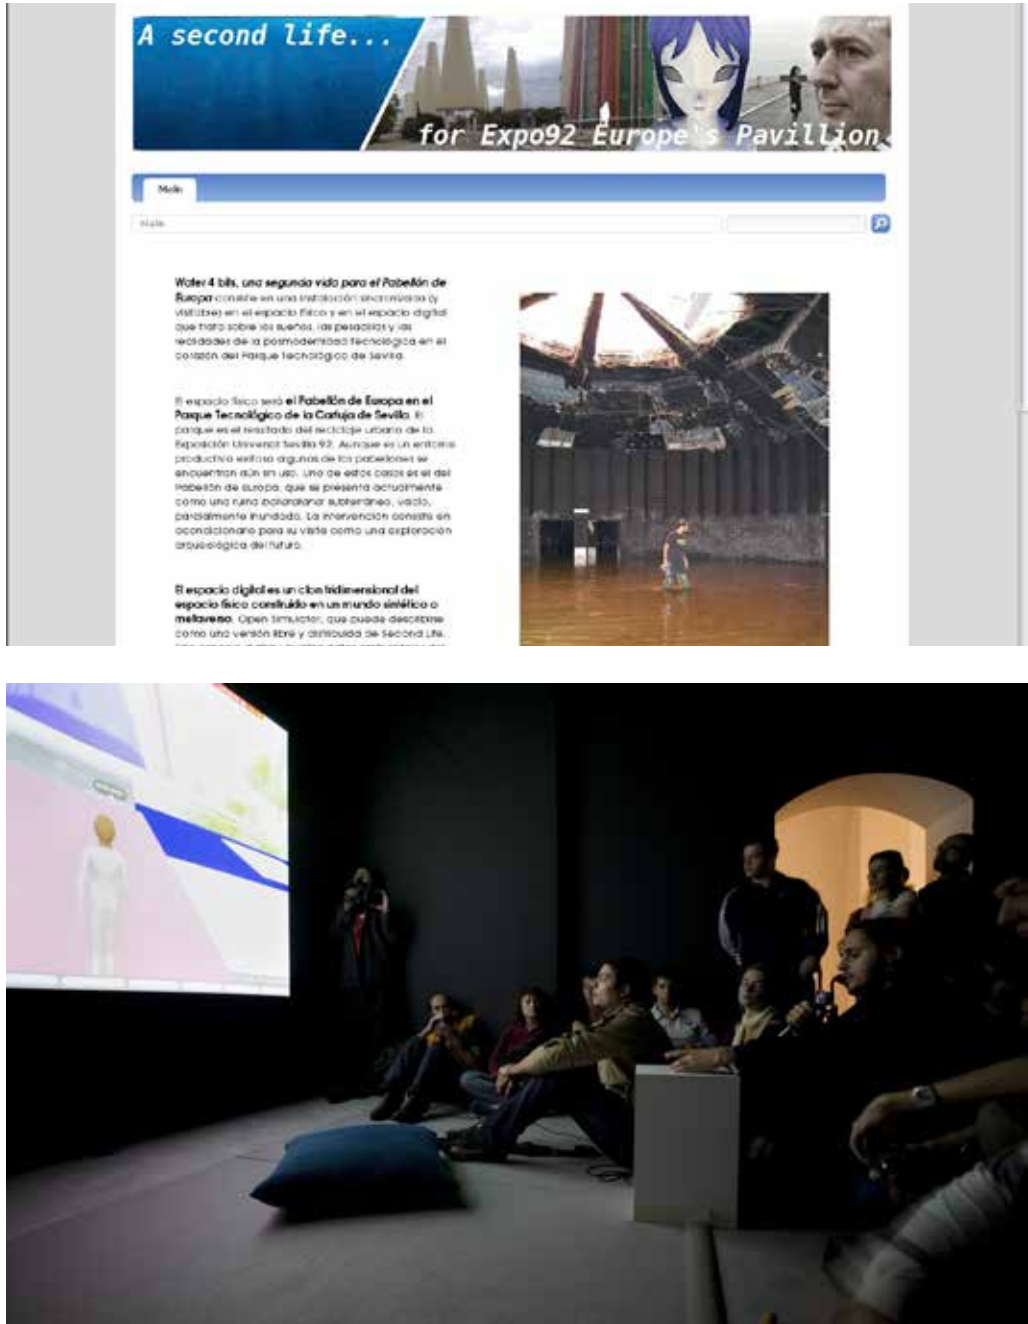 A second life...
for Expo92 Europe's Pavillion
Main
Main
Water 4 bits, una segunda vida para el Pabellón de
Europa consiste en una instalación sincronizada (y
visitable) en el espacio físico y en el espacio digital
que trata sobre los sueños, las pesadillas y las
realidades de la posmodernidad tecnológica en el
corazón del Parque Tecnológico de Sevilla.
El espacio físico será el Pabellón de Europa en el
Parque Tecnológico de la Cartuja de Sevilla. El
parque es el resultado del reciclaje urbano de la
Exposición Universal Sevilla 92. Aunque es un entorno
productivo exitoso algunos de los pabellones se
encuentran aún sin uso. Uno de estos casos es el del
Pabellón de Europa, que se presenta actualmente
como una ruina subterráneo, vacío,
parcialmente inundado. La intervención consiste en
acondicionarlo para su visita como una exploración
arqueológica del futuro.
El espacio digital es un clon tridimensional del
espacio físico construido en un mundo sintético o
metaverso. Open Simulator, que puede describirse
como una versión libre y distribuida de Second Life.